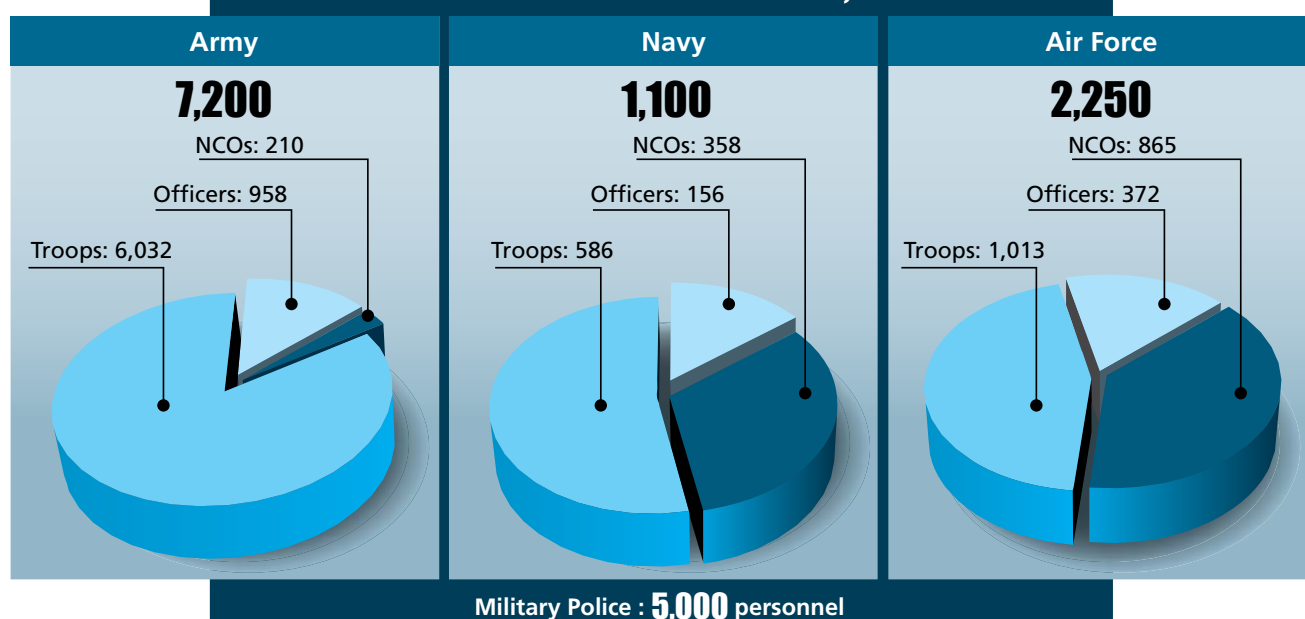 Army
7,200
NCOs: 210
Officers: 958
Troops: 6,032
Navy
1,100
NCOs: 358
Officers: 156
Troops: 586
Air Force
2,250
NCOs: 865
Officers: 372
Troops: 1,013
Military Police : 5,000 personnel